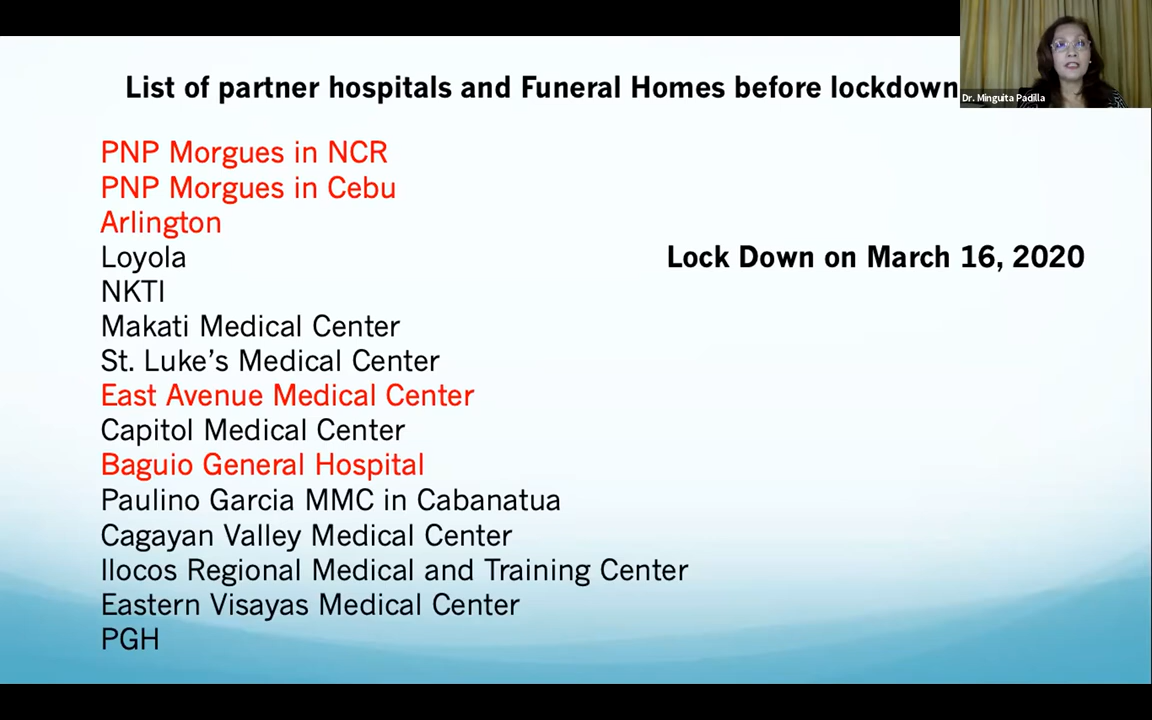 List of partner hospitals and Funeral Homes before lockdown
Dr. Minguita Padilla
PNP Morgues in NCR
PNP Morgues in Cebu
Arlington
Loyola
Lock Down on March 16, 2020
NKTI
Makati Medical Center
St. Luke’s Medical Center
East Avenue Medical Center
Capitol Medical Center
Baguio General Hospital
Paulino Garcia MMC in Cabanatua
Cagayan Valley Medical Center
Ilocos Regional Medical and Training Center
Eastern Visayas Medical Center
PGH